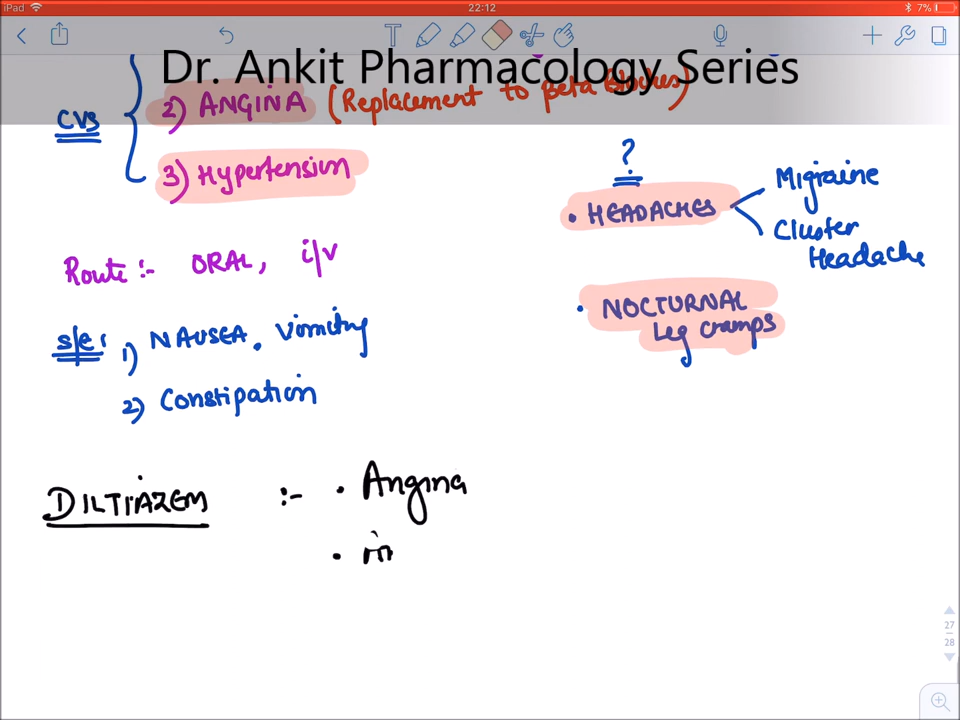 iPad
22:12
7%
Dr. Ankit Pharmacology Series
CVS
2) ANGINA (Replacement to Beta Blockes)
3) Hypertension
?
• HEADACHES
Migraine
Cluster
Headache
Route :- ORAL, i/v
• NOCTURNAL
Leg cramps
s/e: 1) NAUSEA. Vomiting
2) Constipation
DILTIAZEM :- • Angina
•
27
28